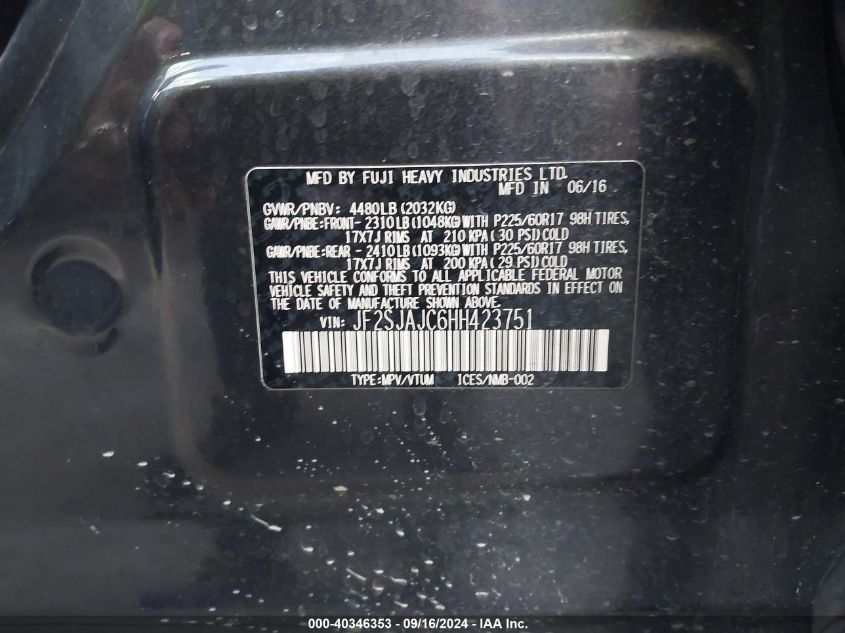 MFD BY FUJI HEAVY INDUSTRIES LTD.
MFD IN 06/16
GVWR/PNBV: 4480LB (2032KG)
GAWR/PNBE:FRONT- 2310LB (1048KG) WITH P225/60R17 98H TIRES,
17X7J RIMS AT 210 KPA ( 30 PSI) COLD
GAWR/PNBE:REAR - 2410LB (1093KG) WITH P225/60R17 98H TIRES,
17X7J RIMS AT 200 KPA ( 29 PSI) COLD
THIS VEHICLE CONFORMS TO ALL APPLICABLE FEDERAL MOTOR
VEHICLE SAFETY AND THEFT PREVENTION STANDARDS IN EFFECT ON
THE DATE OF MANUFACTURE SHOWN ABOVE.
VIN: JF2SJAJC6HH423751
TYPE:MPV/VTUM ICES/NMB-002
000-40346353 - 09/16/2024 - IAA Inc.